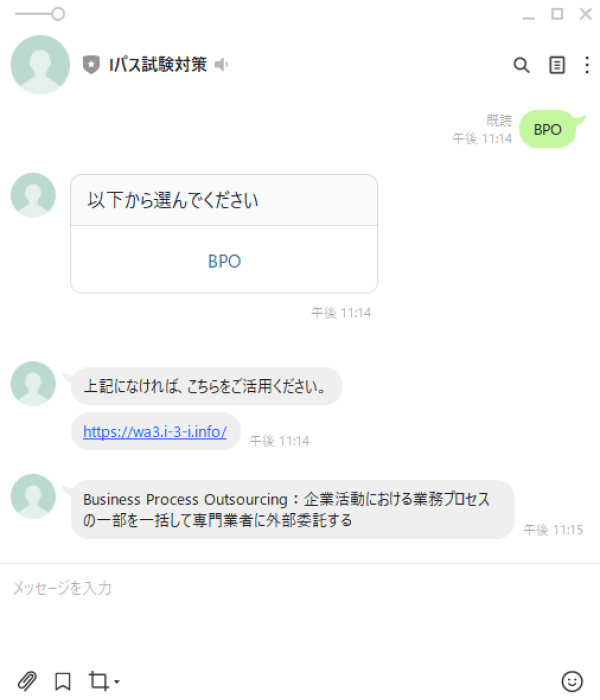 Iパス試験対策
既読
午後 11:14
BPO
以下から選んでください
BPO
午後 11:14
上記になければ、こちらをご活用ください。
https://wa3.i-3-i.info/
午後 11:14
Business Process Outsourcing：企業活動における業務プロセス
の一部を一括して専門業者に外部委託する
午後 11:15
メッセージを入力